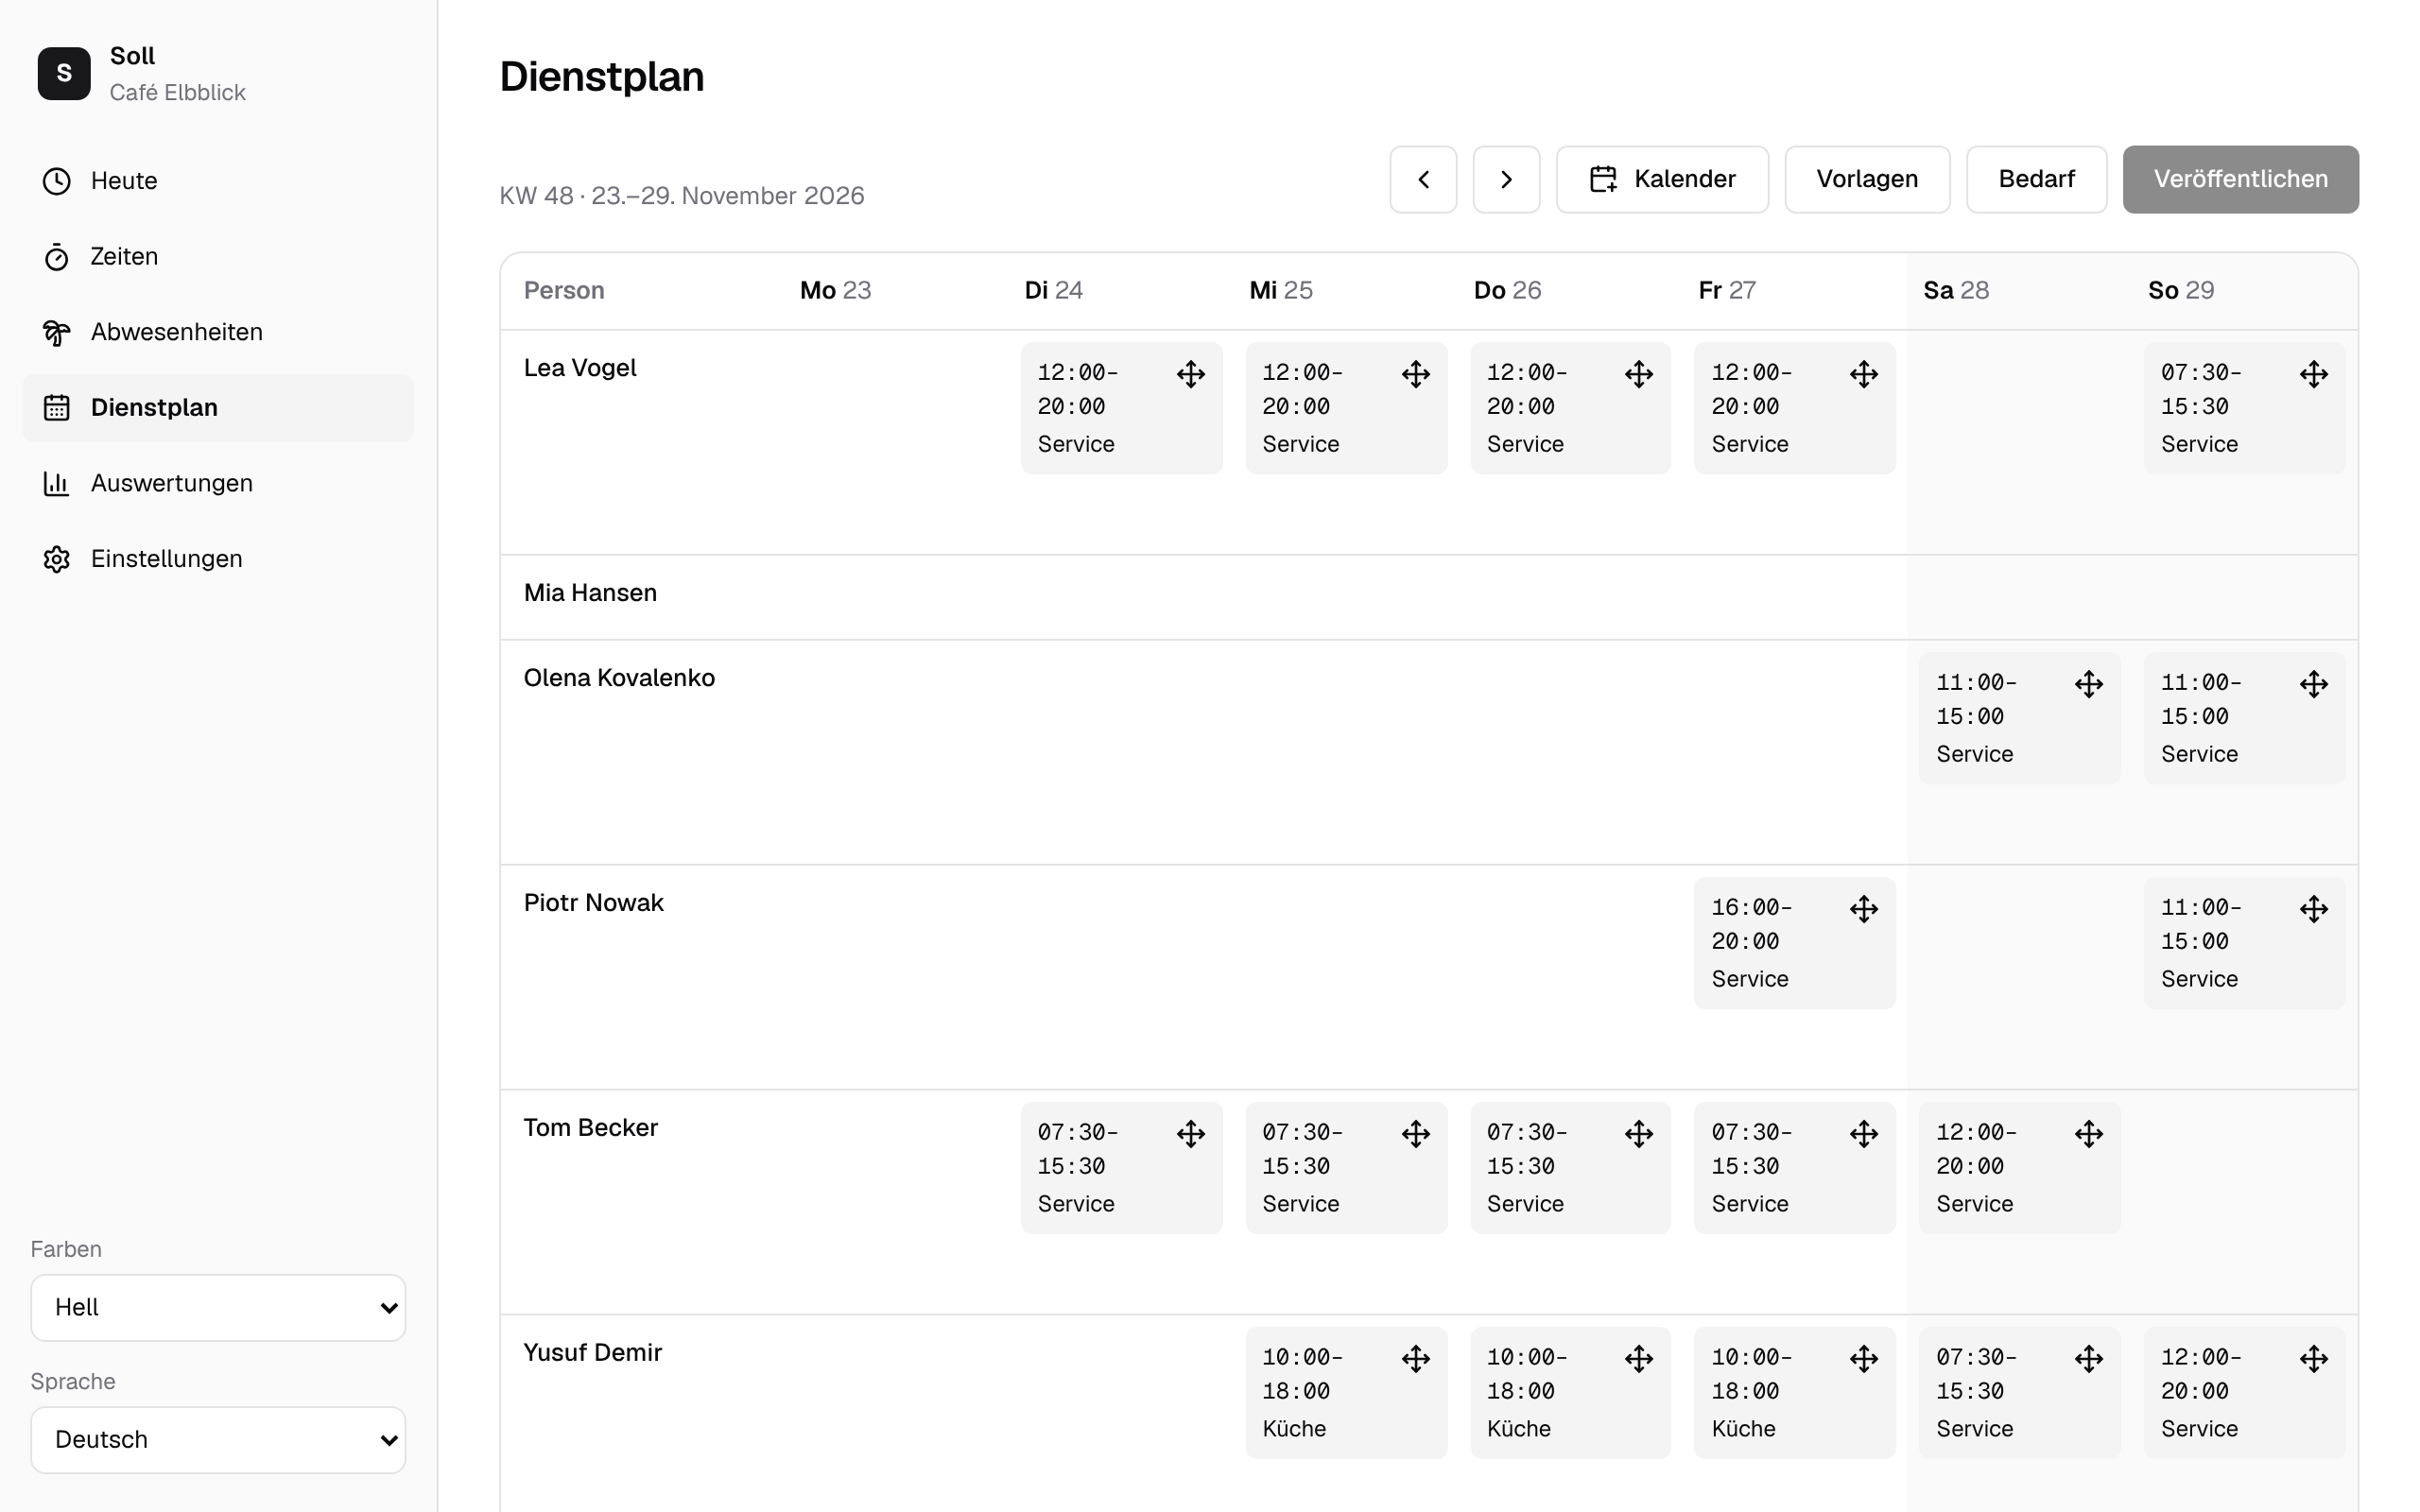 S
Soll
Café Elbblick
Heute
Zeiten
Abwesenheiten
Dienstplan
Auswertungen
Einstellungen
Farben
Hell
Sprache
Deutsch
Dienstplan
KW 48 · 23.–29. November 2026
Kalender
Vorlagen
Bedarf
Veröffentlichen
Person Mo 23 Di 24 Mi 25 Do 26 Fr 27 Sa 28 So 29
Lea Vogel
12:00– 12:00– 12:00– 12:00– 07:30–
20:00 20:00 20:00 20:00 15:30
Service Service Service Service Service
Mia Hansen
Olena Kovalenko
11:00– 11:00–
15:00 15:00
Service Service
Piotr Nowak
16:00– 11:00–
20:00 15:00
Service Service
Tom Becker
07:30– 07:30– 07:30– 07:30– 12:00–
15:30 15:30 15:30 15:30 20:00
Service Service Service Service Service
Yusuf Demir
10:00– 10:00– 10:00– 07:30– 12:00–
18:00 18:00 18:00 15:30 20:00
Küche Küche Küche Service Service